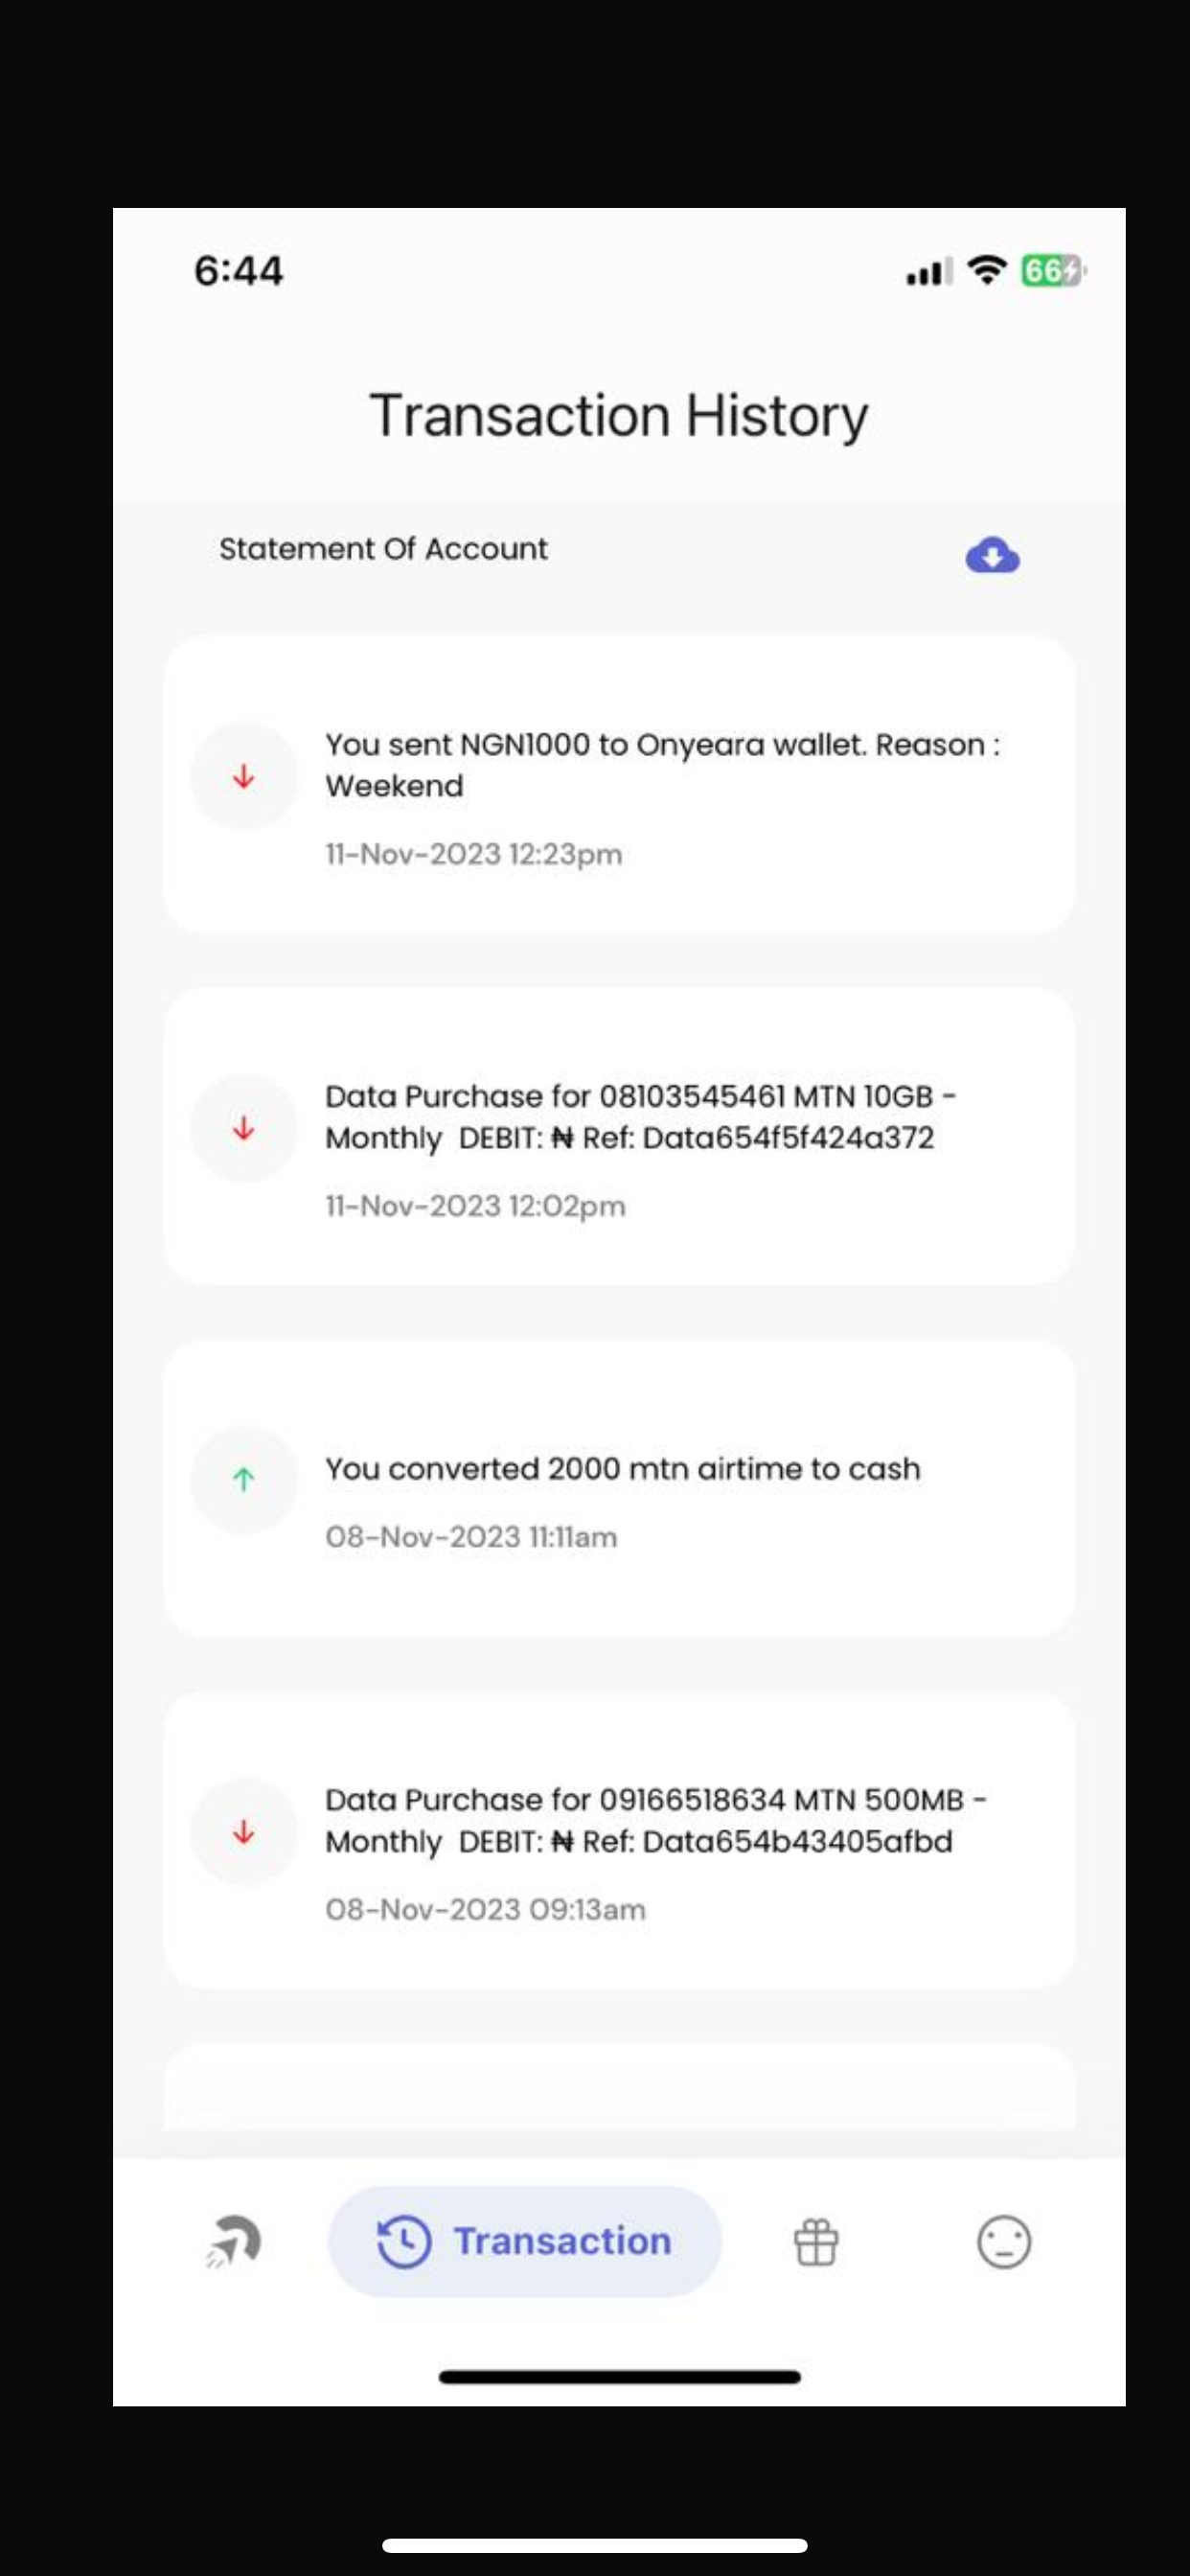 6:44
66
Transaction History
Statement Of Account
You sent NGN1000 to Onyeara wallet. Reason :
Weekend
11-Nov-2023 12:23pm
Data Purchase for 08103545461 MTN 10GB -
Monthly  DEBIT: ₦ Ref: Data654f5f424a372
11-Nov-2023 12:02pm
You converted 2000 mtn airtime to cash
08-Nov-2023 11:11am
Data Purchase for 09166518634 MTN 500MB -
Monthly  DEBIT: ₦ Ref: Data654b43405afbd
08-Nov-2023 09:13am
Transaction